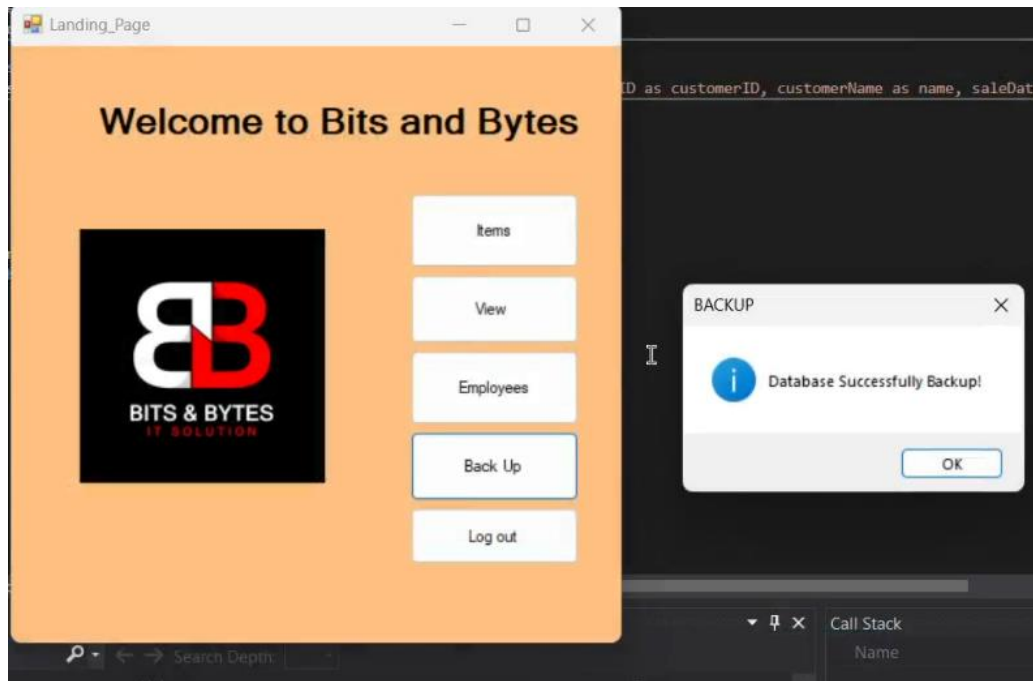 Landing_Page
ID as customerID, customerName as name, saleDat
Welcome to Bits and Bytes
Items
View
Employees
Back Up
Log out
BB
BITS & BYTES
IT SOLUTION
BACKUP
Database Successfully Backup!
OK
Call Stack
Search Depth:
Name